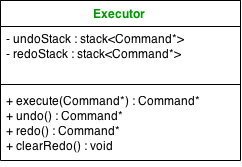 Executor
- undoStack : stack<Command*>
- redoStack : stack<Command*>
+ execute(Command*) : Command*
+ undo() : Command*
+ redo() : Command*
+ clearRedo() : void